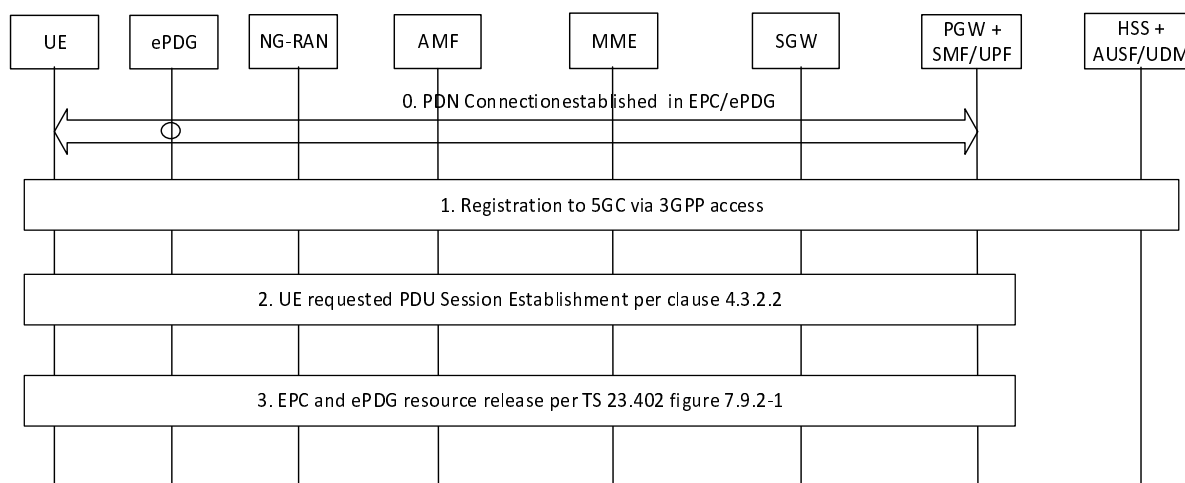 UE
ePDG
NG-RAN
AMF
MME
SGW
PGW +
SMF/UPF
HSS +
AUSF/UDM
0. PDN Connectionestablished in EPC/ePDG
1. Registration to 5GC via 3GPP access
2. UE requested PDU Session Establishment per clause 4.3.2.2
3. EPC and ePDG resource release per TS 23.402 figure 7.9.2-1